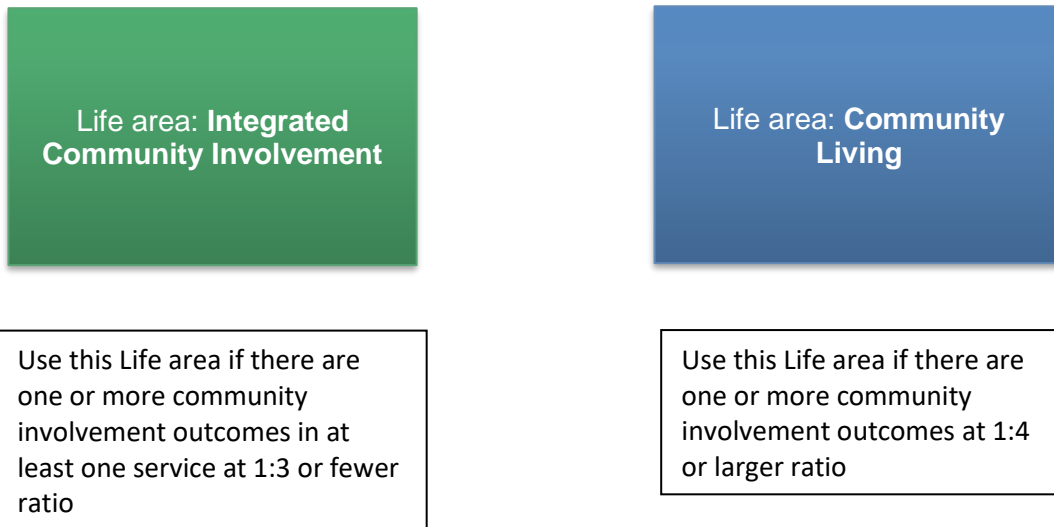 Life area: Integrated
Community Involvement
Life area: Community
Living
Use this Life area if there are
one or more community
involvement outcomes in at
least one service at 1:3 or fewer
ratio
Use this Life area if there are
one or more community
involvement outcomes at 1:4
or larger ratio